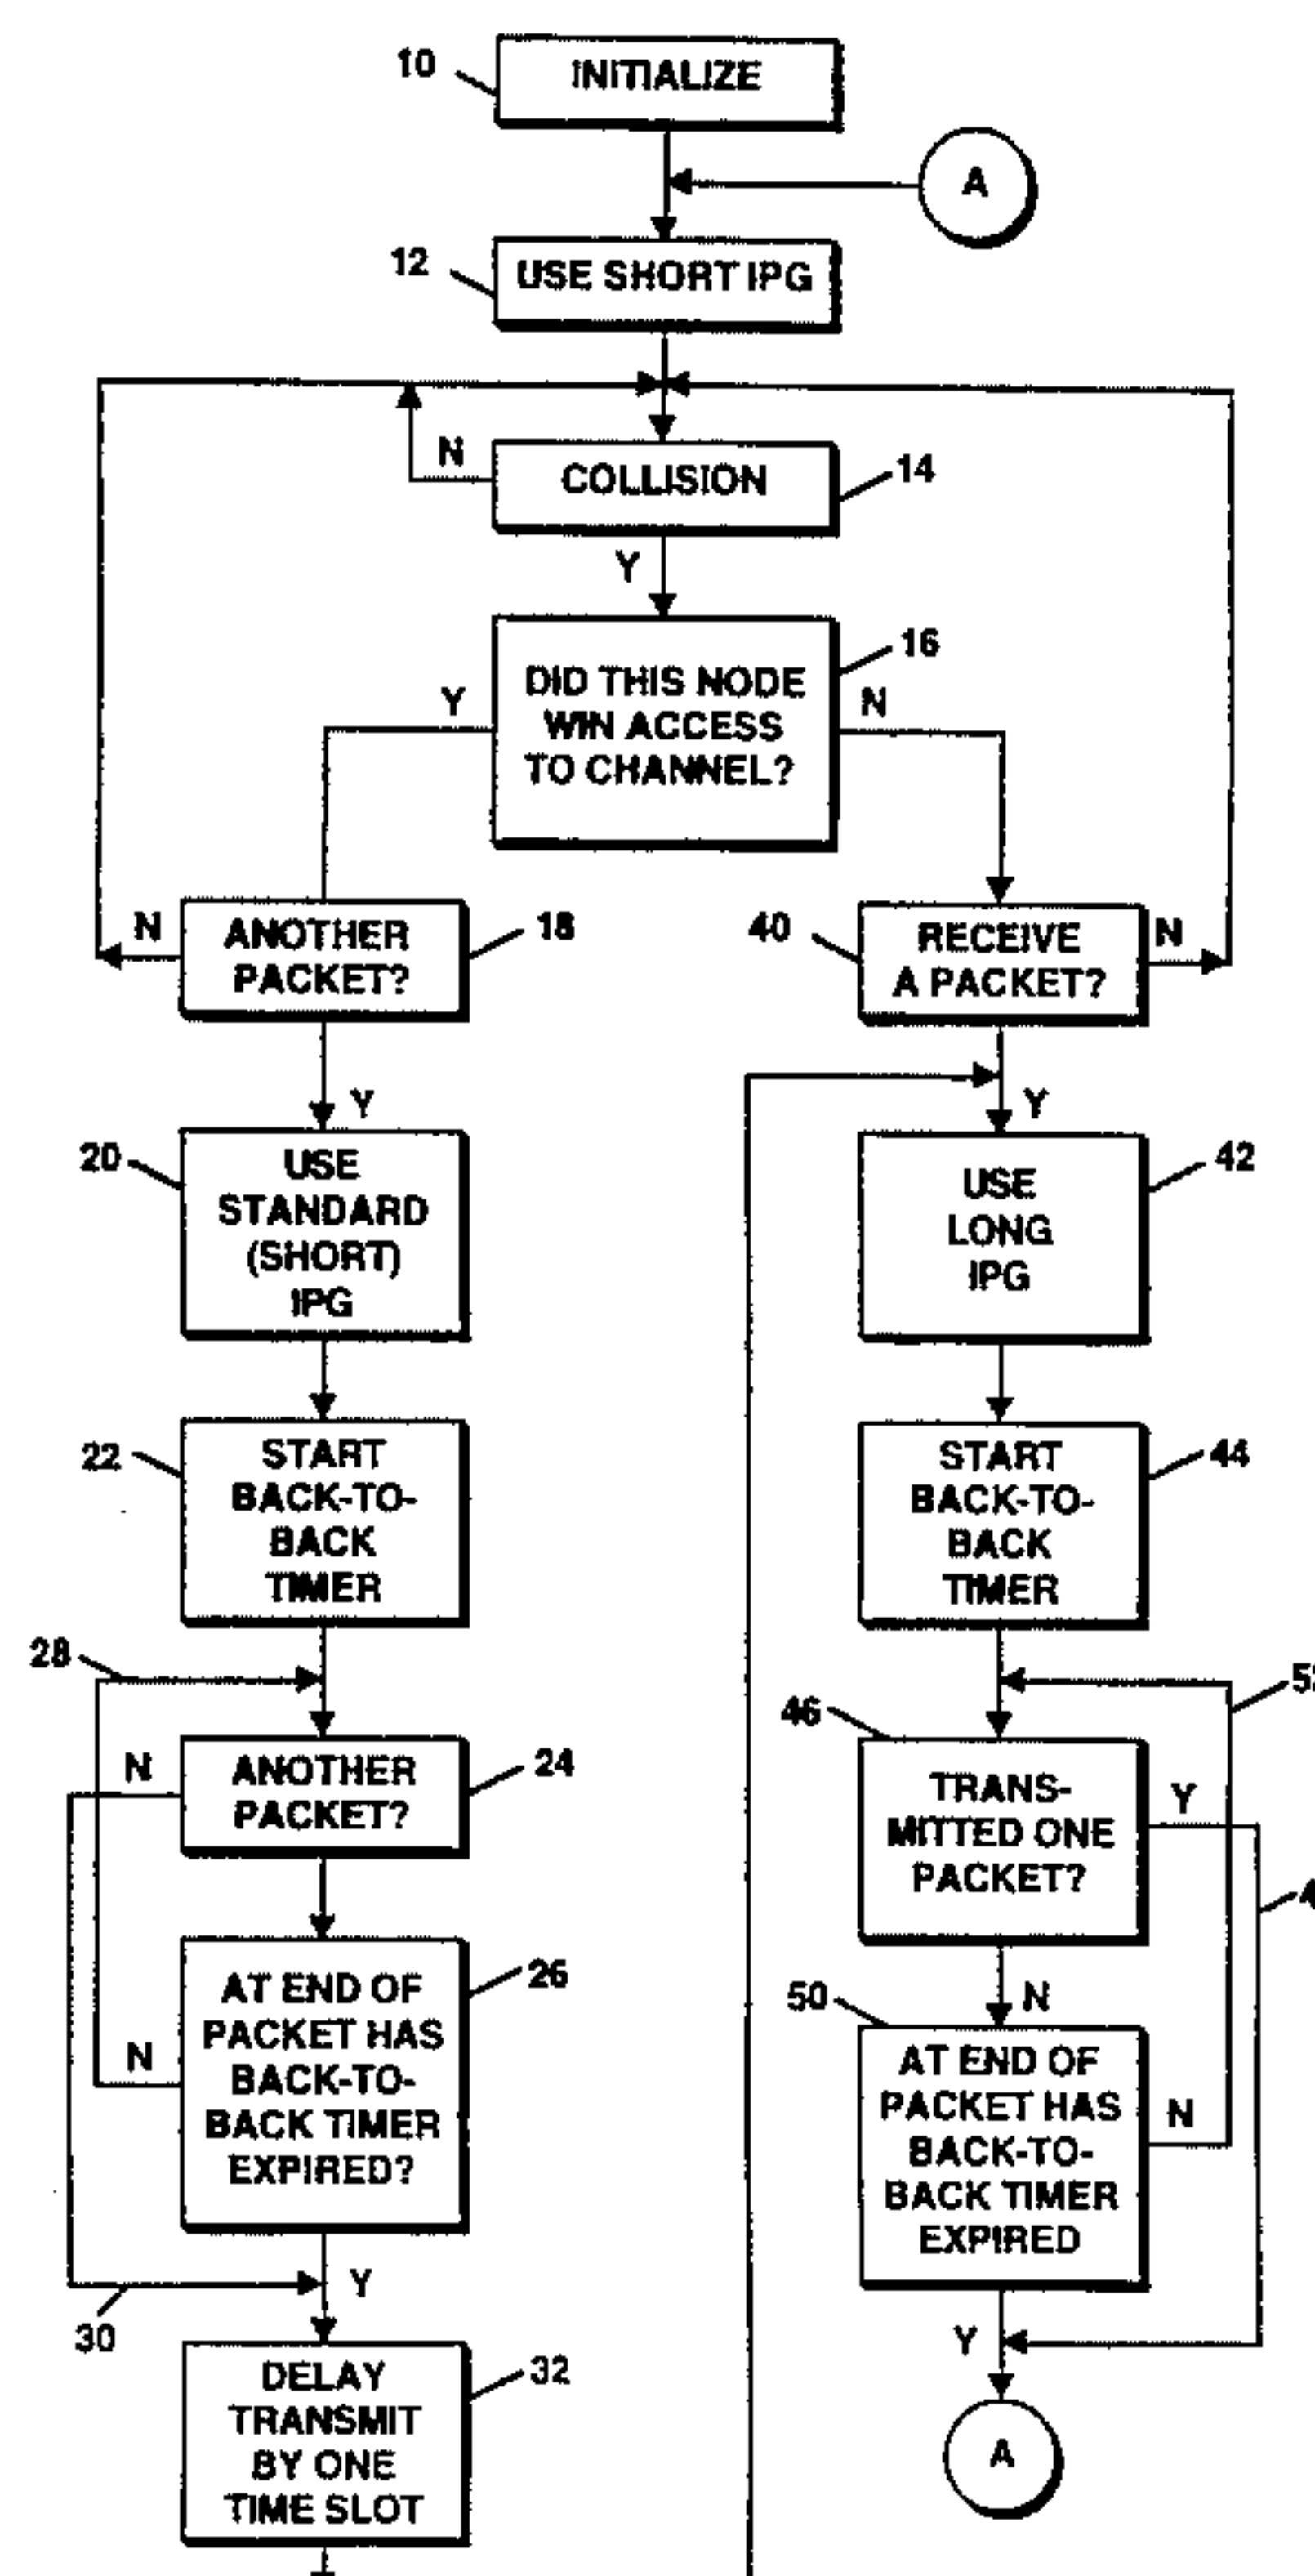 10
INITIALIZE
A
12
USE SHORT IPG
N
COLLISION
14
Y
16
DID THIS NODE
WIN ACCESS
TO CHANNEL?
Y
N
N
ANOTHER
PACKET?
18
40
RECEIVE
A PACKET?
N
Y
Y
20
USE
STANDARD
(SHORT)
IPG
USE
LONG
IPG
42
22
START
BACK-TO-
BACK
TIMER
START
BACK-TO-
BACK
TIMER
44
28
46
N
ANOTHER
PACKET?
24
TRANS-
MITTED ONE
PACKET?
Y
26
N
AT END OF
PACKET HAS
BACK-TO-
BACK TIMER
EXPIRED?
50
N
AT END OF
PACKET HAS
BACK-TO-
BACK TIMER
EXPIRED
N
Y
30
Y
32
DELAY
TRANSMIT
BY ONE
TIME SLOT
A